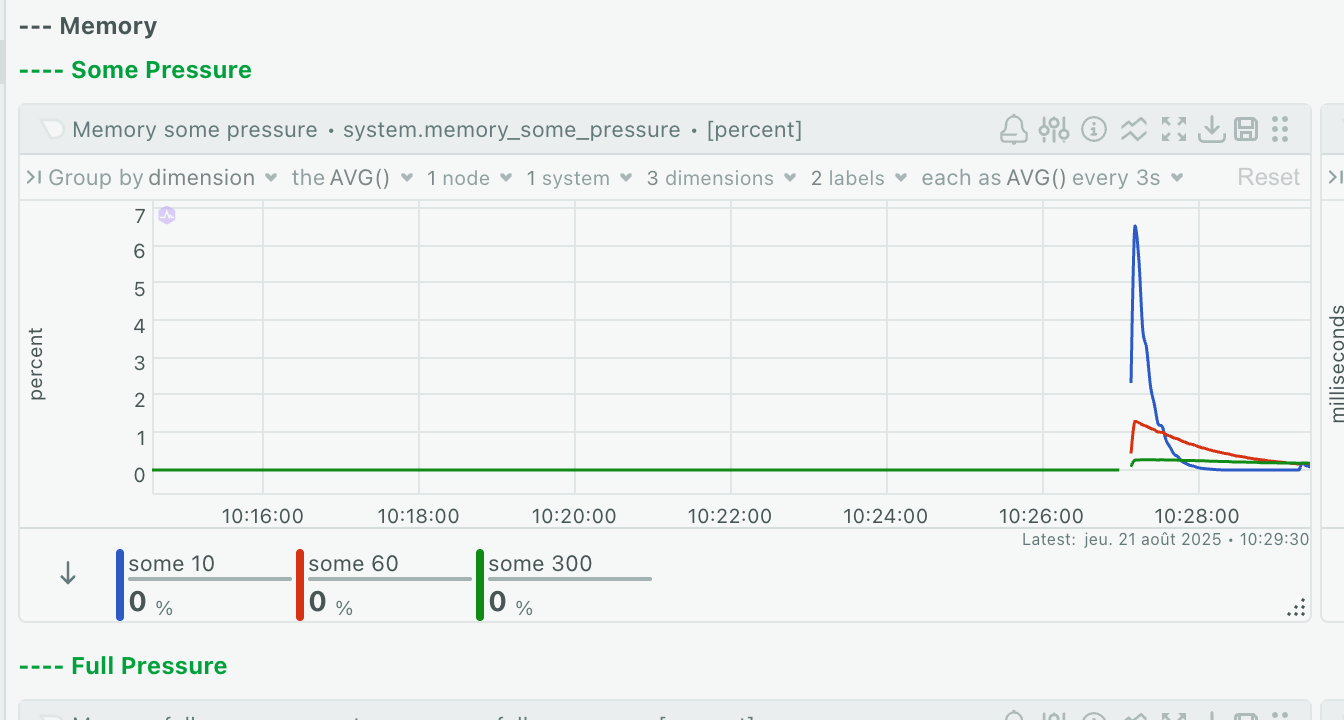 --- Memory
---- Some Pressure
Memory some pressure • system.memory_some_pressure • [percent]
Group by dimension the AVG() 1 node 1 system 3 dimensions 2 labels each as AVG() every 3s Reset
percent
7
6
5
4
3
2
1
0
milliseconds
10:16:00 10:18:00 10:20:00 10:22:00 10:24:00 10:26:00 10:28:00
Latest: jeu. 21 août 2025 • 10:29:30
some 10 some 60 some 300
0 % 0 % 0 %
---- Full Pressure